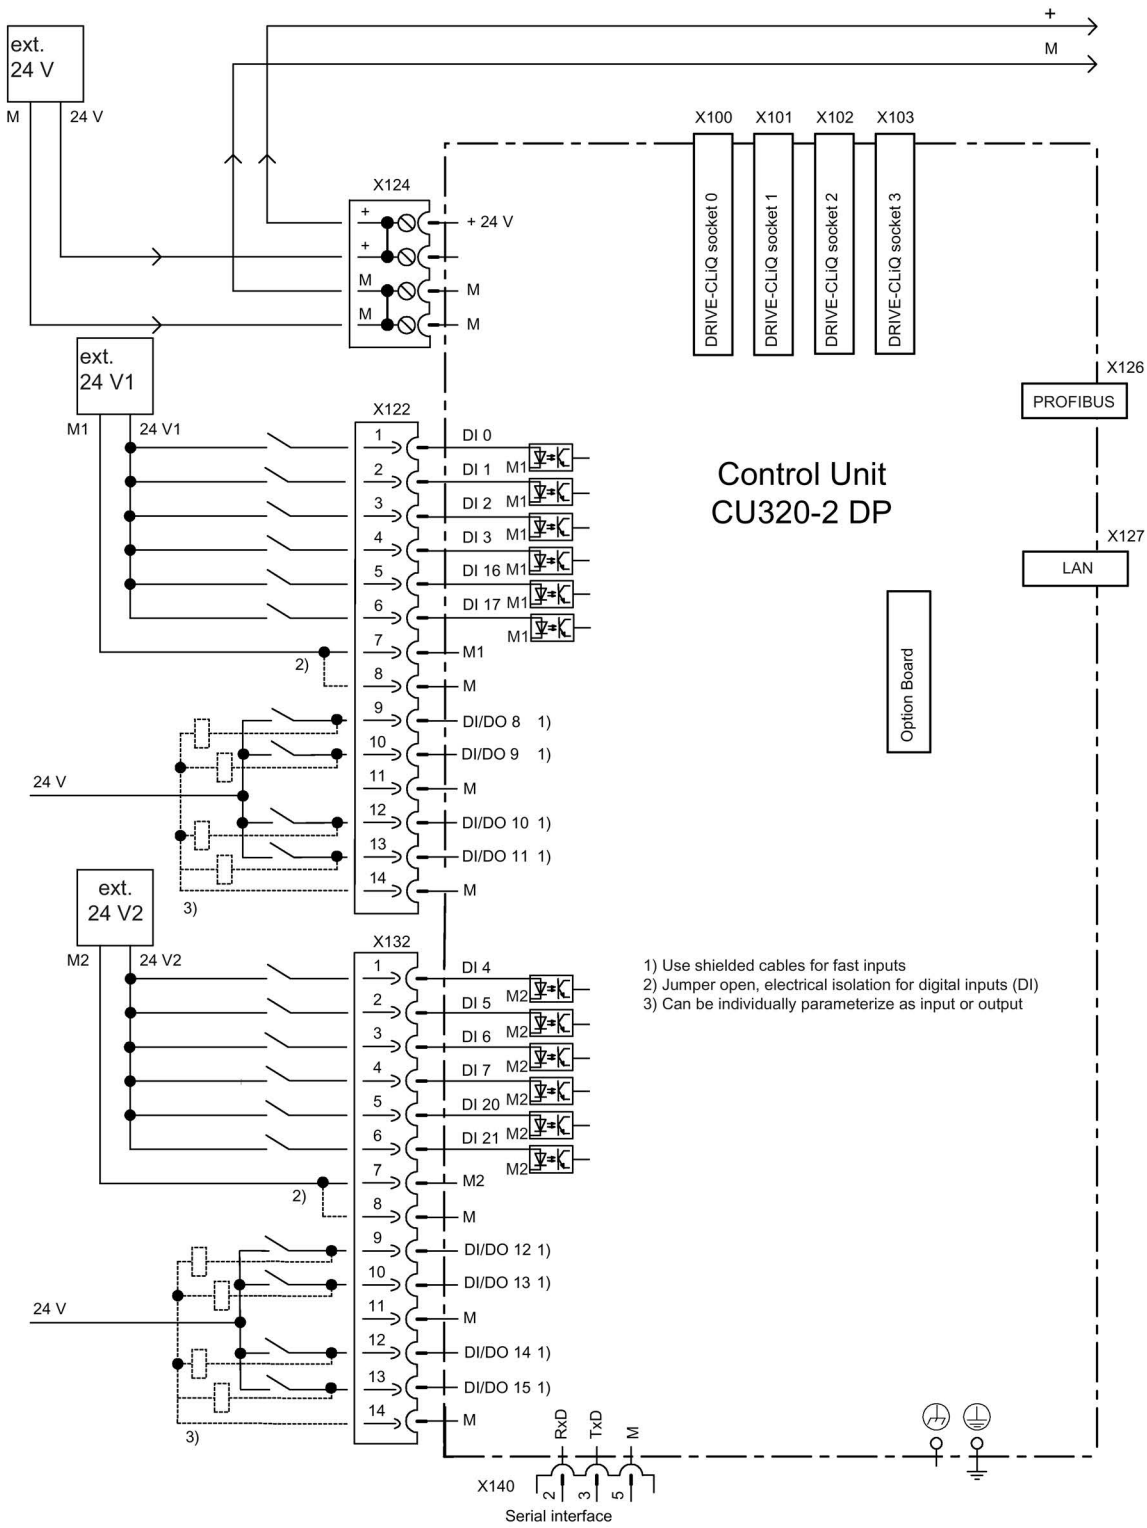 +
M
ext.
24 V
M 24 V
X100 X101 X102 X103
DRIVE-CLiQ socket 0
DRIVE-CLiQ socket 1
DRIVE-CLiQ socket 2
DRIVE-CLiQ socket 3
X124
+ + 24 V
+
M M
M M
ext.
24 V1
M1 24 V1
X126
PROFIBUS
X122
1 DI 0
M1
2 DI 1
M1
3 DI 2
M1
4 DI 3
M1
5 DI 16
M1
6 DI 17
M1
7 M1
2)
8 M
9 DI/DO 8 1)
10 DI/DO 9 1)
11 M
24 V
12 DI/DO 10 1)
13 DI/DO 11 1)
14 M
3)
Control Unit
CU320-2 DP
X127
LAN
Option Board
ext.
24 V2
M2 24 V2
X132
1 DI 4
M2
2 DI 5
M2
3 DI 6
M2
4 DI 7
M2
5 DI 20
M2
6 DI 21
M2
7 M2
2)
8 M
9 DI/DO 12 1)
10 DI/DO 13 1)
11 M
24 V
12 DI/DO 14 1)
13 DI/DO 15 1)
14 M
3)
1) Use shielded cables for fast inputs
2) Jumper open, electrical isolation for digital inputs (DI)
3) Can be individually parameterize as input or output
RxD
TxD
M
X140
2
3
5
Serial interface